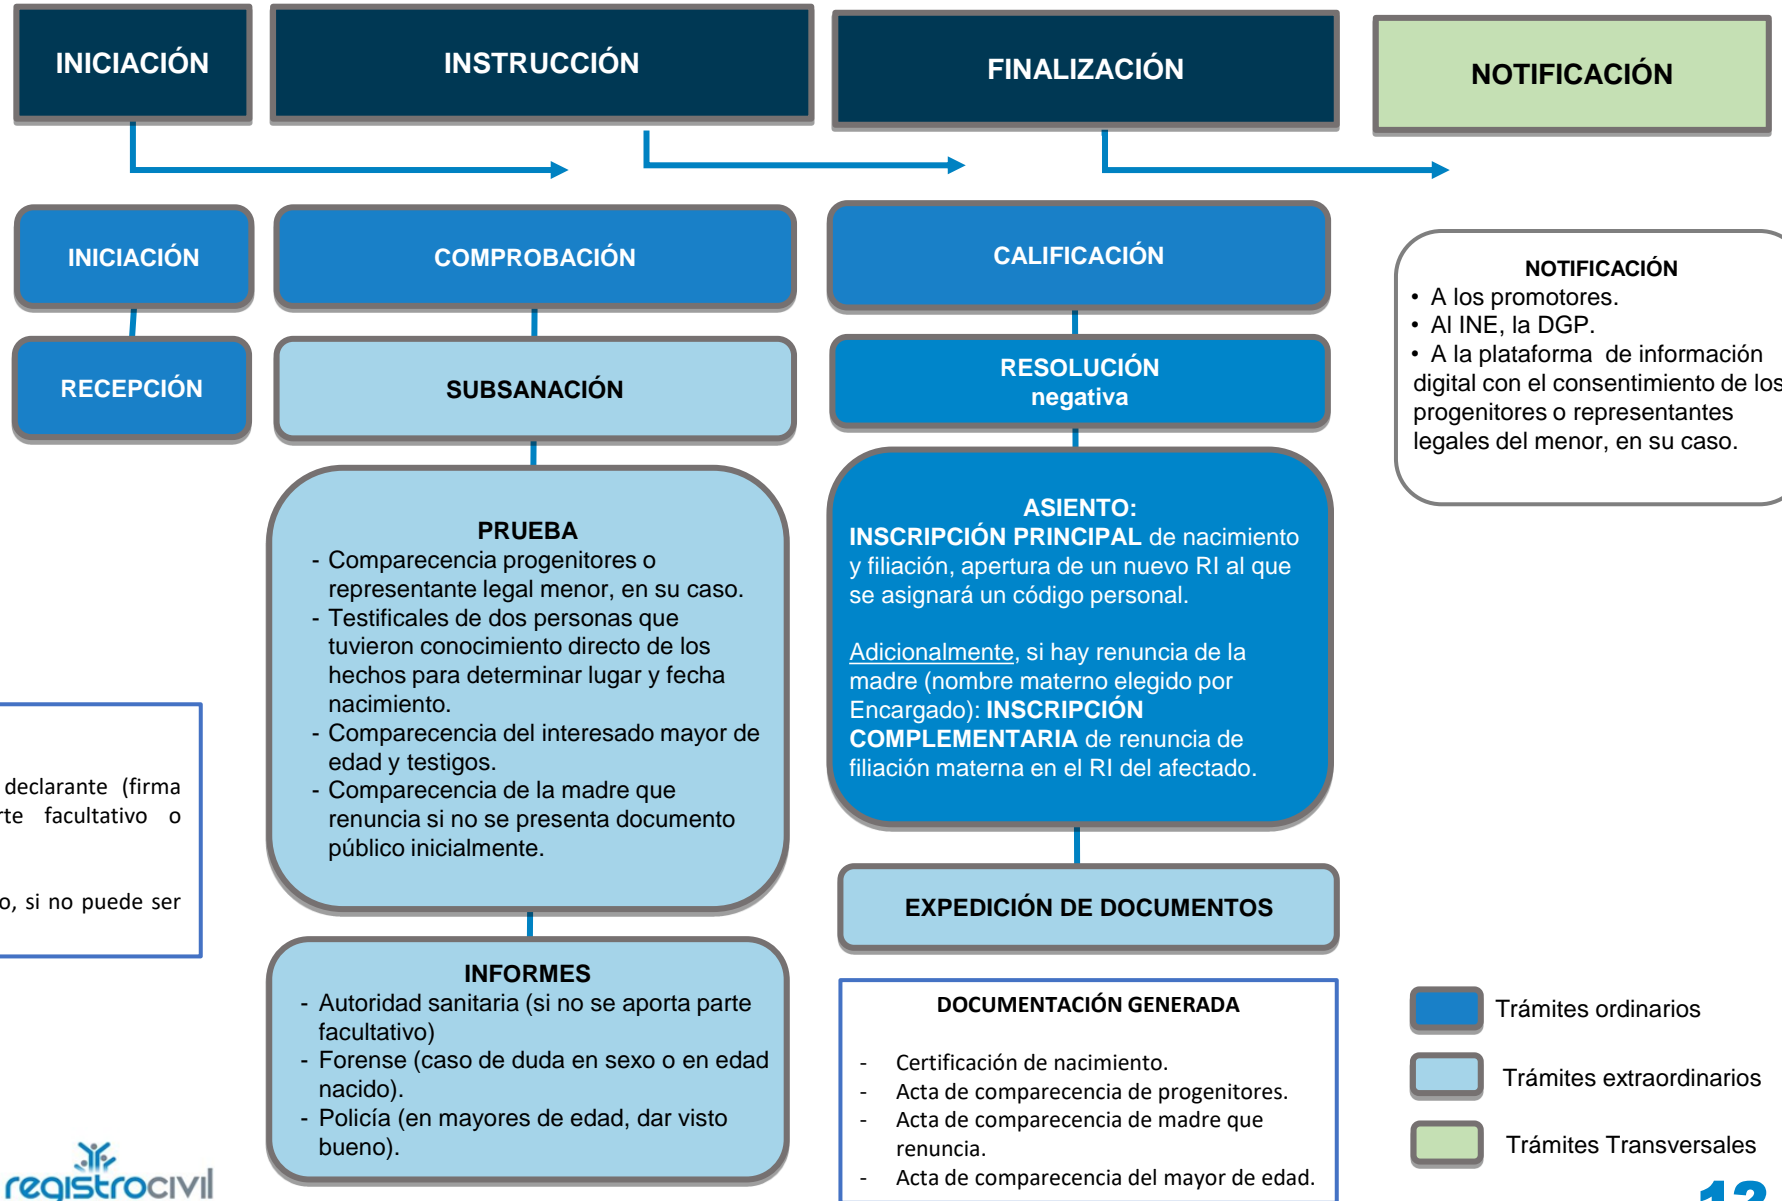 INICIACIÓN
INSTRUCCIÓN
FINALIZACIÓN
NOTIFICACIÓN
INICIACIÓN
RECEPCIÓN
declarante (firma
facultativo o
si no puede ser
COMPROBACIÓN
SUBSANACIÓN
PRUEBA
- Comparecencia progenitores o
representante legal menor, en su caso.
- Testificales de dos personas que
tuvieron conocimiento directo de los
hechos para determinar lugar y fecha
nacimiento.
- Comparecencia del interesado mayor de
edad y testigos.
- Comparecencia de la madre que
renuncia si no se presenta documento
público inicialmente.
INFORMES
- Autoridad sanitaria (si no se aporta parte
facultativo)
- Forense (caso de duda en sexo o en edad
nacido).
- Policía (en mayores de edad, dar visto
bueno).
CALIFICACIÓN
RESOLUCIÓN
negativa
ASIENTO:
INSCRIPCIÓN PRINCIPAL de nacimiento
y filiación, apertura de un nuevo RI al que
se asignará un código personal.
Adicionalmente, si hay renuncia de la
madre (nombre materno elegido por
Encargado): INSCRIPCIÓN
COMPLEMENTARIA de renuncia de
filiación materna en el RI del afectado.
EXPEDICIÓN DE DOCUMENTOS
DOCUMENTACIÓN GENERADA
- Certificación de nacimiento.
- Acta de comparecencia de progenitores.
- Acta de comparecencia de madre que
renuncia.
- Acta de comparecencia del mayor de edad.
NOTIFICACIÓN
• A los promotores.
• Al INE, la DGP.
• A la plataforma de información
digital con el consentimiento de los
progenitores o representantes
legales del menor, en su caso.
Trámites ordinarios
Trámites extraordinarios
Trámites Transversales
registrocivil